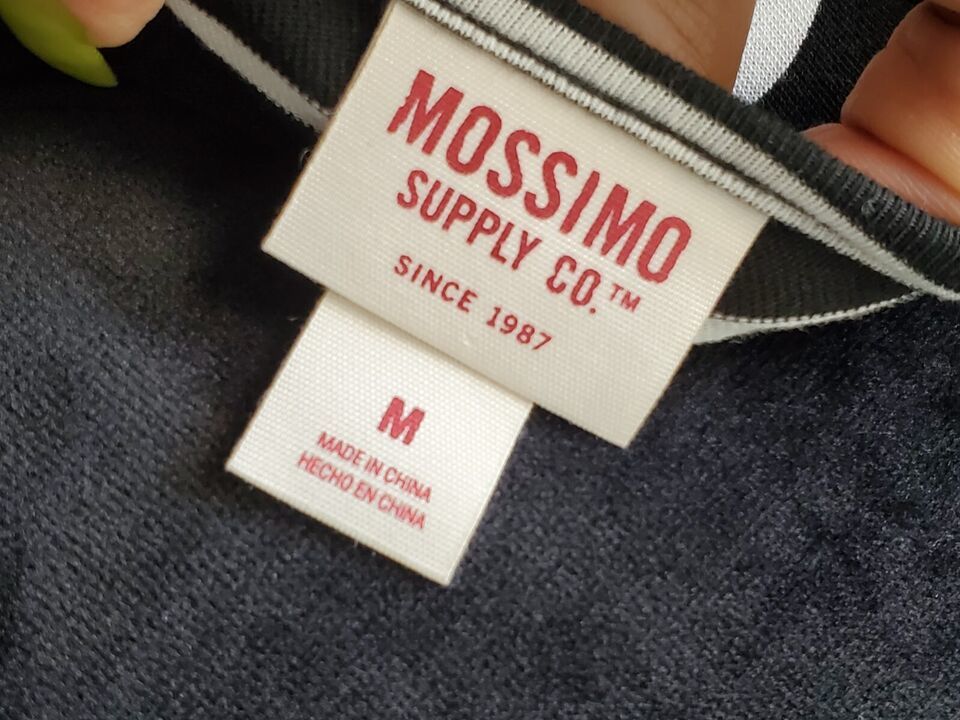 MOSSIMO
SUPPLY CO.™
SINCE 1987
M
MADE IN CHINA
HECHO EN CHINA